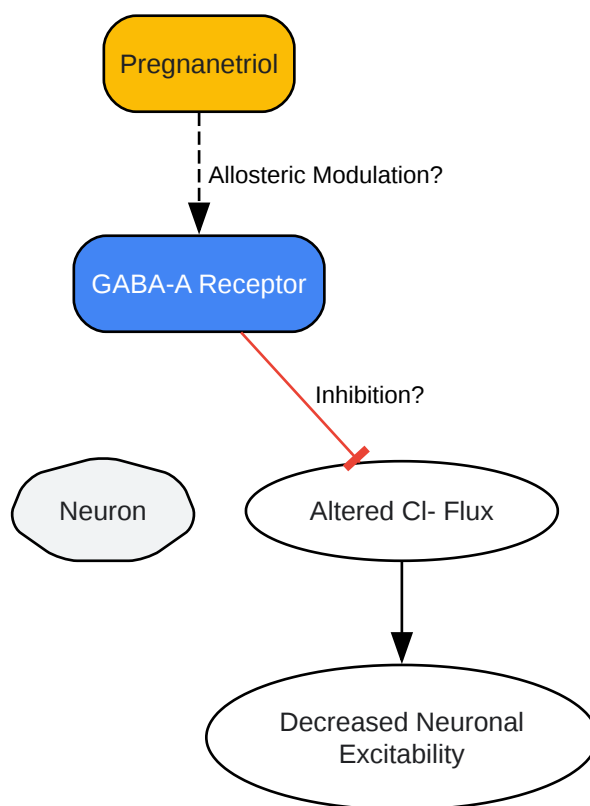 Pregnanetriol
Allosteric Modulation?
GABA-A Receptor
Inhibition?
Neuron
Altered Cl- Flux
Decreased Neuronal
Excitability